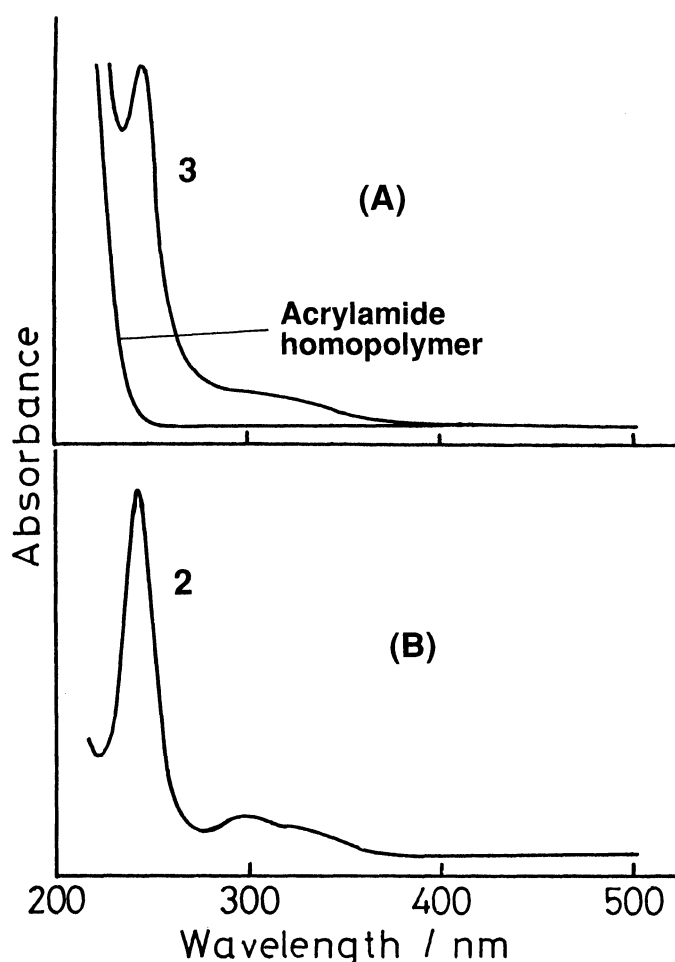 3
(A)
Acrylamide
homopolymer
Absorbance
2
(B)
200 300 400 500
Wavelength / nm